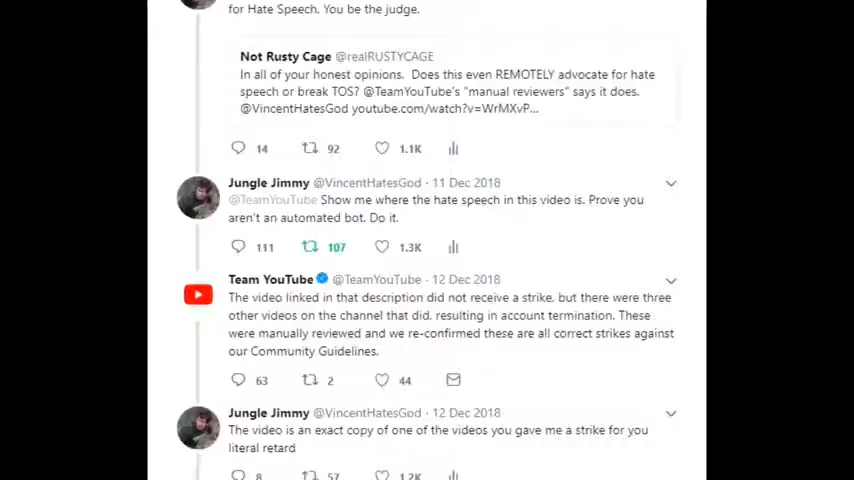 for Hate Speech. You be the judge.
Not Rusty Cage @realRUSTYCAGE
In all of your honest opinions. Does this even REMOTELY advocate for hate
speech or break TOS? @TeamYouTube's "manual reviewers" says it does.
@VincentHatesGod youtube.com/watch?v=WrMXvP...
14 92 1.1K
Jungle Jimmy @VincentHatesGod · 11 Dec 2018
@TeamYouTube Show me where the hate speech in this video is. Prove you
aren't an automated bot. Do it.
111 107 1.3K
Team YouTube @TeamYouTube · 12 Dec 2018
The video linked in that description did not receive a strike, but there were three
other videos on the channel that did, resulting in account termination. These
were manually reviewed and we re-confirmed these are all correct strikes against
our Community Guidelines.
63 2 44
Jungle Jimmy @VincentHatesGod · 12 Dec 2018
The video is an exact copy of one of the videos you gave me a strike for you
literal retard
8 57 1.2K